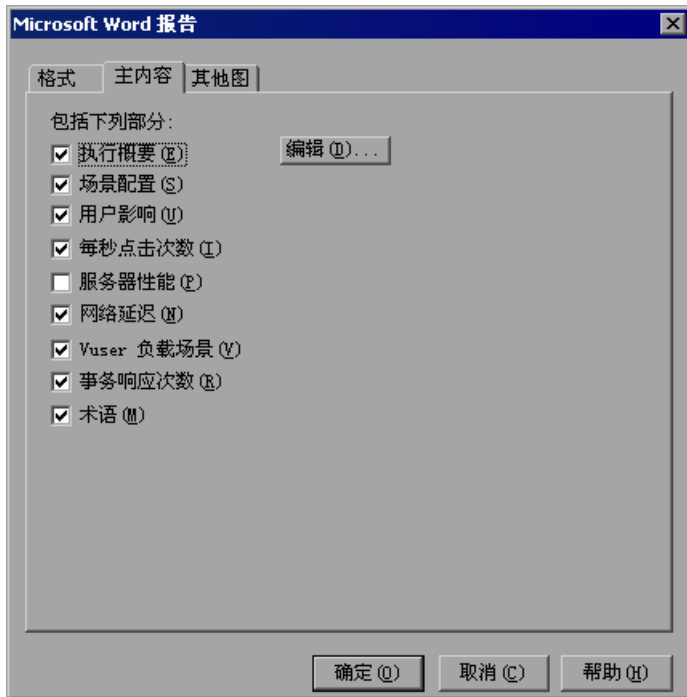 Microsoft Word 报告
格式 主内容 其他图
包括下列部分:
执行概要(E) 编辑(D)...
场景配置(S)
用户影响(U)
每秒点击次数(I)
服务器性能(P)
网络延迟(N)
Vuser 负载场景(V)
事务响应次数(R)
术语(M)
确定(O) 取消(C) 帮助(H)